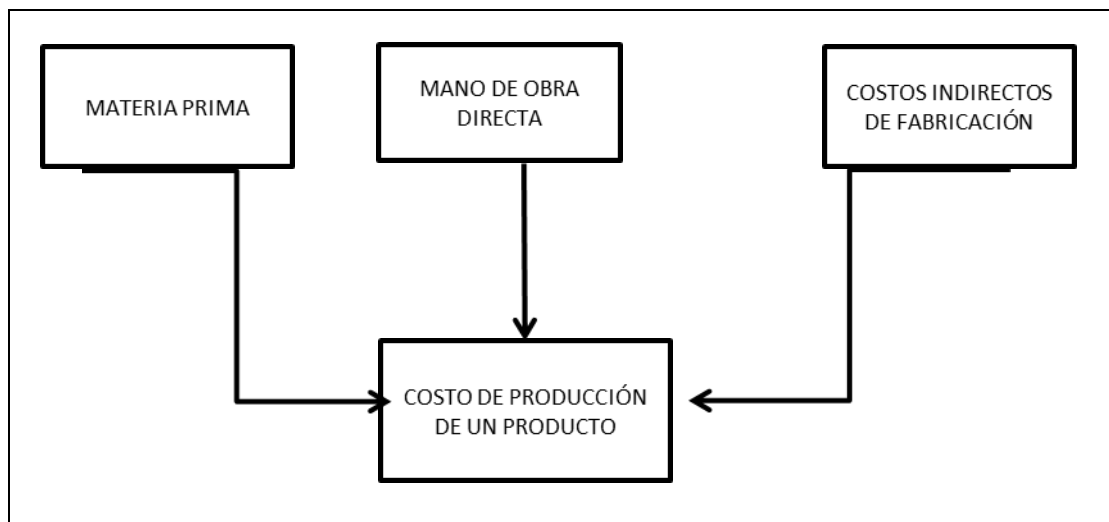 MATERIA PRIMA
MANO DE OBRA
DIRECTA
COSTOS INDIRECTOS
DE FABRICACIÓN
COSTO DE PRODUCCIÓN
DE UN PRODUCTO